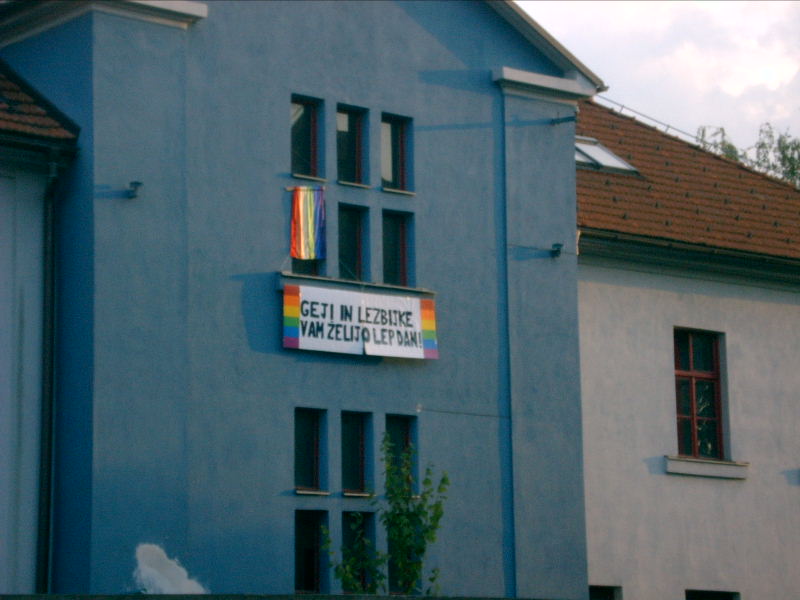 GEJI IN LEZBIJKE
VAM ŽELIJO LEP DAN!